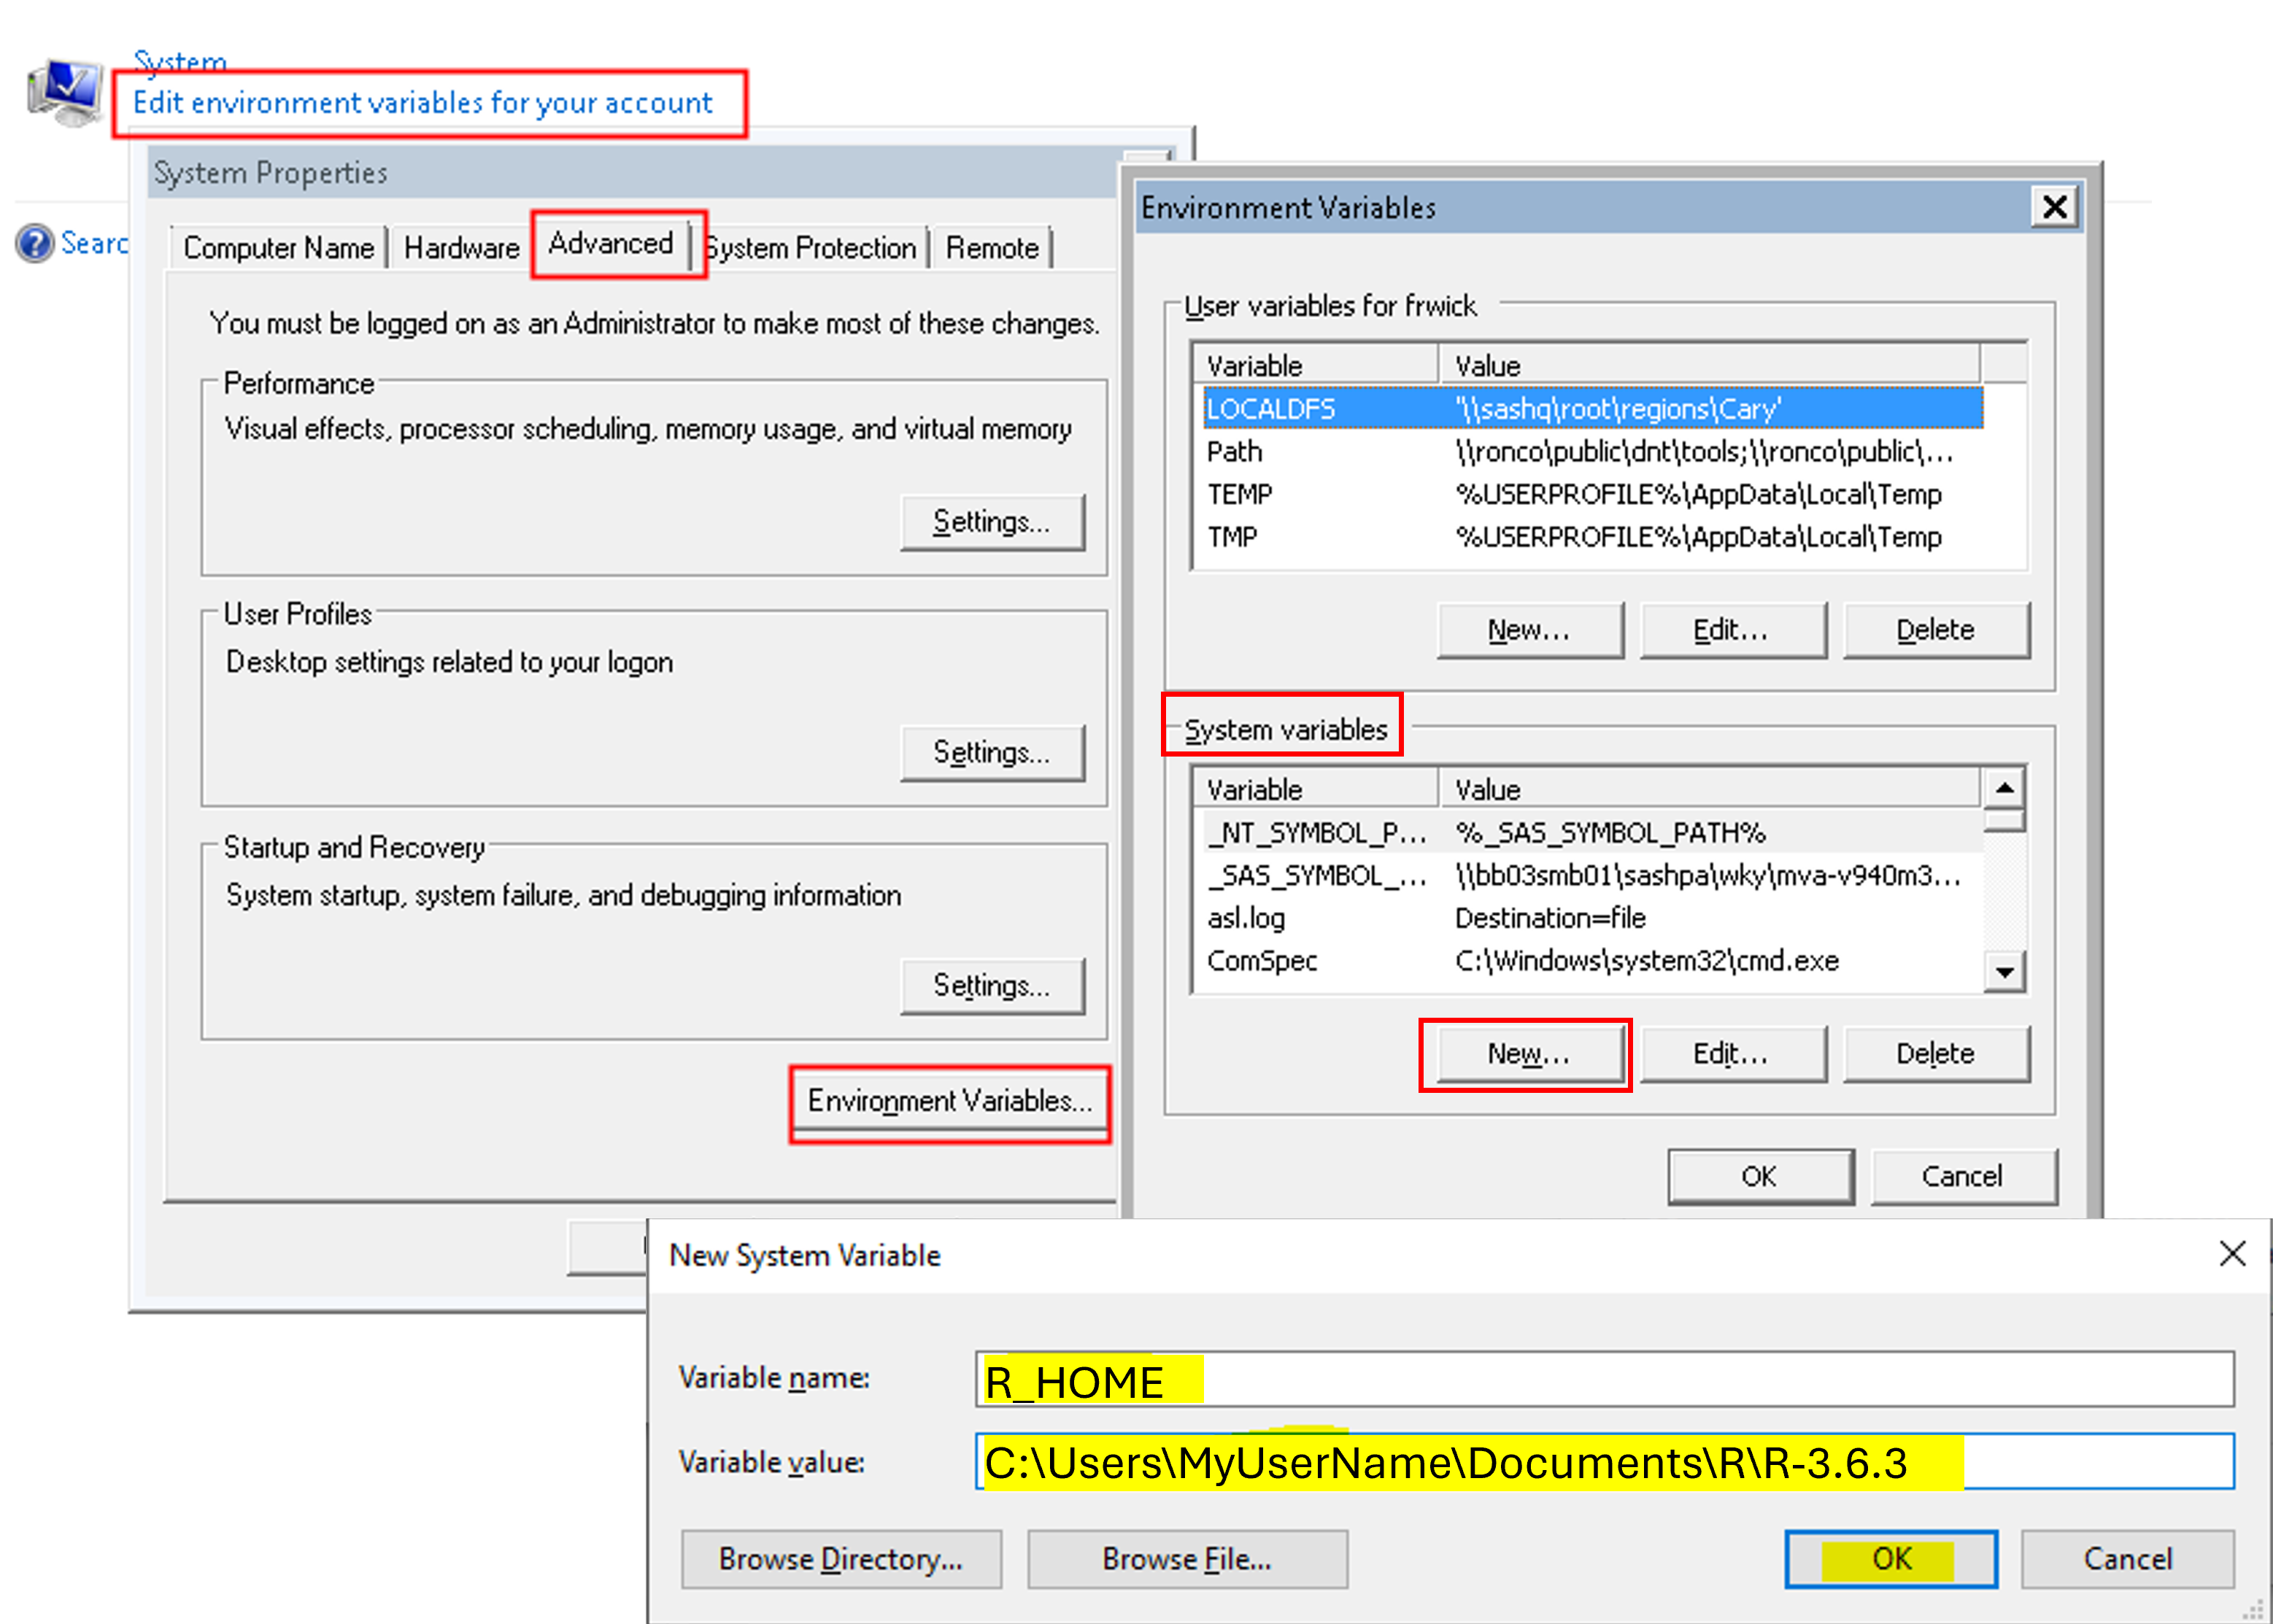 System
Edit environment variables for your account
System Properties
Searc
Computer Name Hardware Advanced System Protection Remote
You must be logged on as an Administrator to make most of these changes.
Performance
Visual effects, processor scheduling, memory usage, and virtual memory
Settings...
User Profiles
Desktop settings related to your logon
Settings...
Startup and Recovery
System startup, system failure, and debugging information
Settings...
Environment Variables...
Environment Variables
User variables for frwick
Variable Value
LOCALDFS '\\sashq\root\regions\Cary'
Path \\ronco\public\dnt\tools;\\ronco\public\...
TEMP %USERPROFILE%\AppData\Local\Temp
TMP %USERPROFILE%\AppData\Local\Temp
New... Edit... Delete
System variables
Variable Value
_NT_SYMBOL_P... %_SAS_SYMBOL_PATH%
_SAS_SYMBOL_... \\bb03smb01\sashpa\wky\mva-v940m3...
asl.log Destination=file
ComSpec C:\Windows\system32\cmd.exe
New... Edit... Delete
OK Cancel
New System Variable
Variable name: R_HOME
Variable value: C:\Users\MyUserName\Documents\R\R-3.6.3
Browse Directory... Browse File... OK Cancel